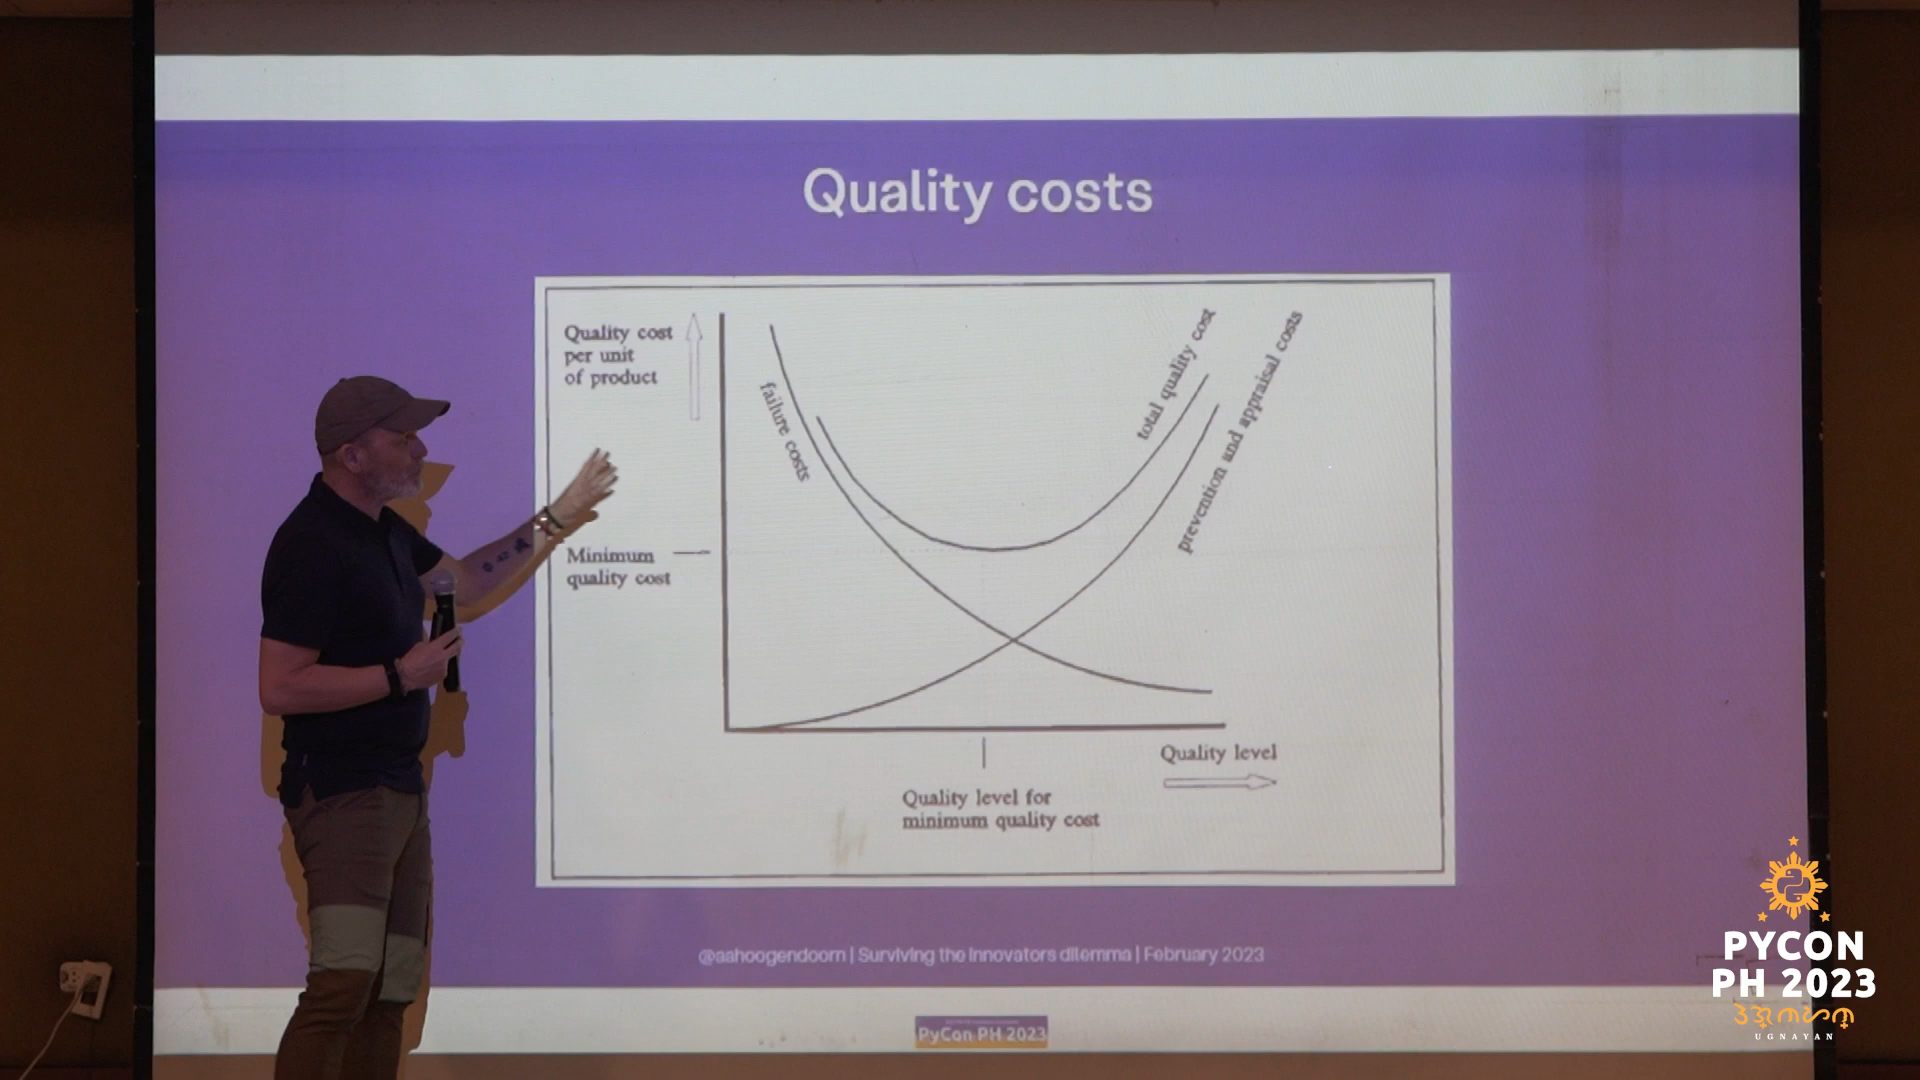 Quality costs
Quality cost
per unit
of product
failure costs
total quality cost
prevention and appraisal costs
Minimum
quality cost
Quality level
Quality level for
minimum quality cost
@aahoogendoorn | Surviving the innovators dilemma | February 2023
PyCon PH 2023
PYCON
PH 2023
UGNAYAN